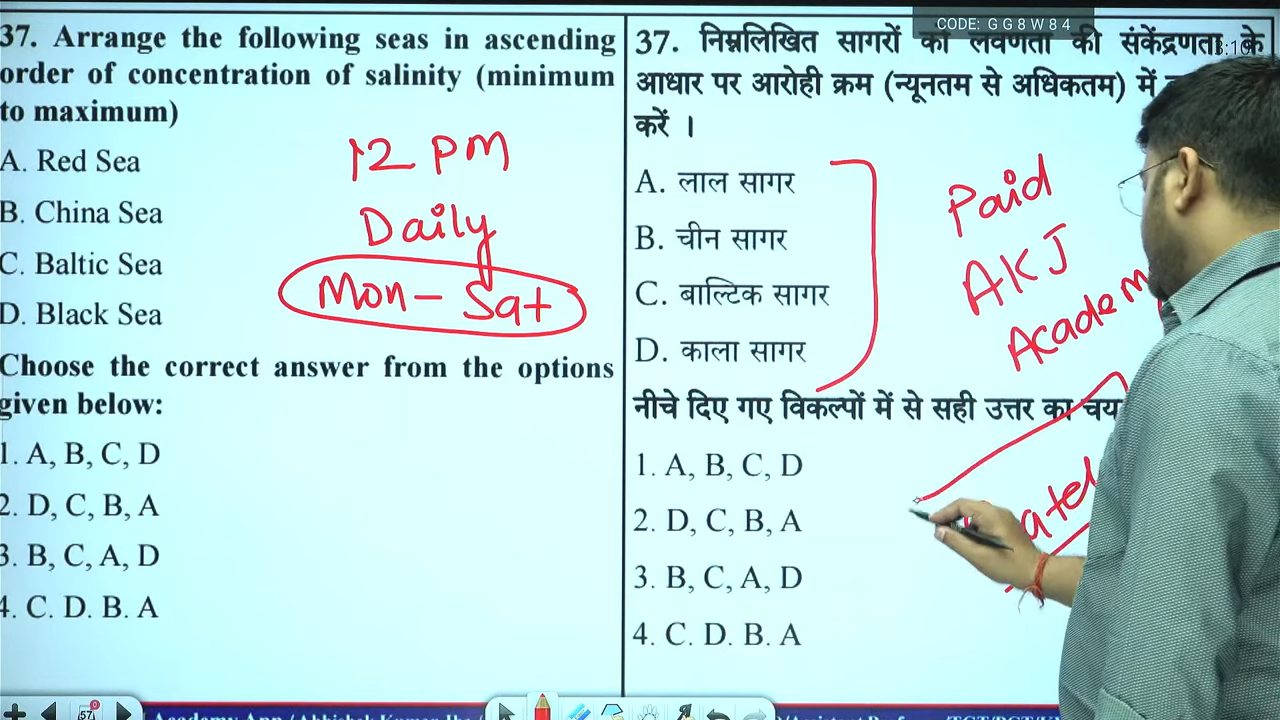 CODE: G G 8 W 8 4
37. Arrange the following seas in ascending
order of concentration of salinity (minimum
to maximum)
A. Red Sea
B. China Sea
C. Baltic Sea
D. Black Sea
Choose the correct answer from the options
given below:
1. A, B, C, D
2. D, C, B, A
3. B, C, A, D
4. C. D. B. A
12 PM
Daily
Mon - Sat
37. निम्नलिखित सागरों को लवणता की संकेंद्रणता के
आधार पर आरोही क्रम (न्यूनतम से अधिकतम) में
करें ।
A. लाल सागर
B. चीन सागर
C. बाल्टिक सागर
D. काला सागर
नीचे दिए गए विकल्पों में से सही उत्तर का
1. A, B, C, D
2. D, C, B, A
3. B, C, A, D
4. C. D. B. A
Paid
AKJ
57